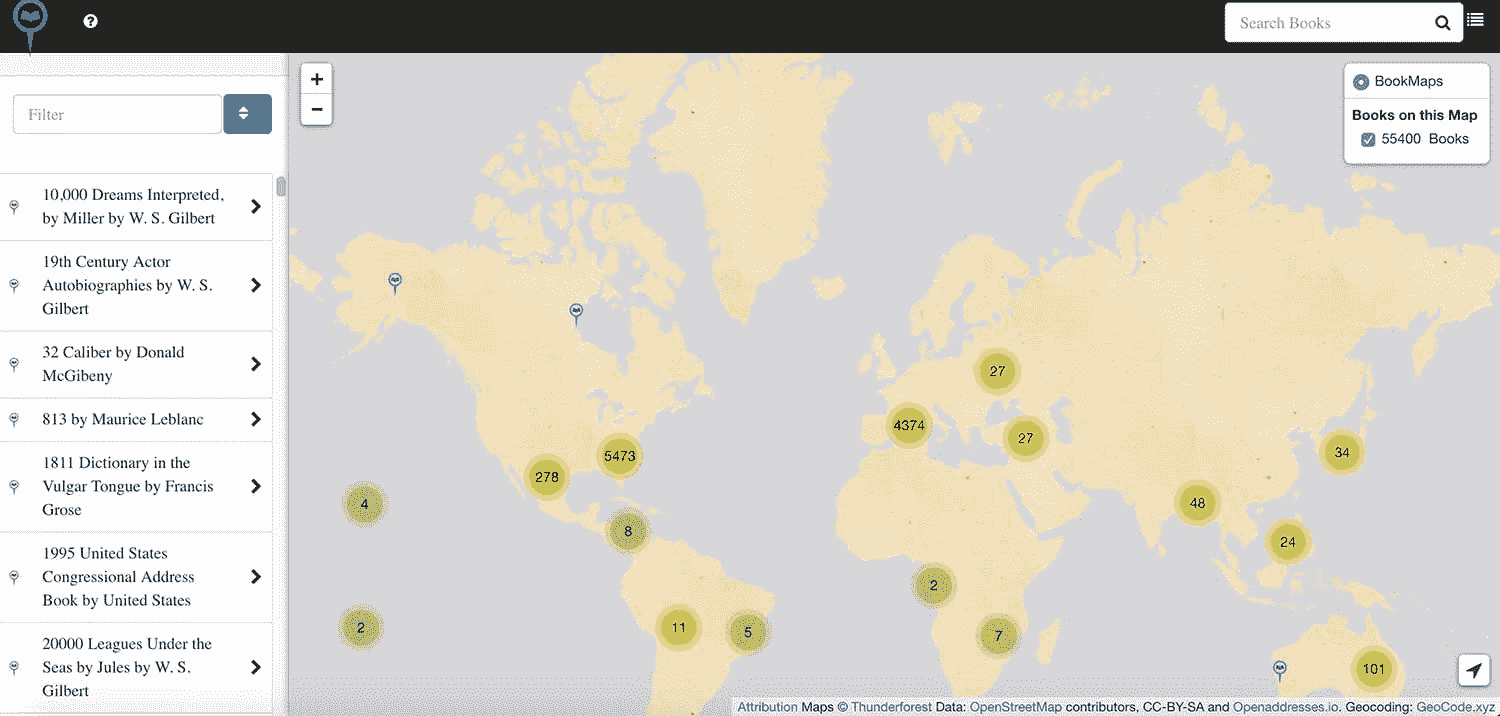 ?
Search Books
Filter
10,000 Dreams Interpreted,
by Miller by W. S. Gilbert
19th Century Actor
Autobiographies by W. S.
Gilbert
32 Caliber by Donald
McGibeny
813 by Maurice Leblanc
1811 Dictionary in the
Vulgar Tongue by Francis
Grose
1995 United States
Congressional Address
Book by United States
20000 Leagues Under the
Seas by Jules by W. S.
Gilbert
+
−
BookMaps
Books on this Map
55400 Books
27
4374
27
5473
278
34
4
48
8
24
2
2
11
5
7
101
Attribution Maps © Thunderforest Data: OpenStreetMap contributors, CC-BY-SA and Openaddresses.io. Geocoding: GeoCode.xyz